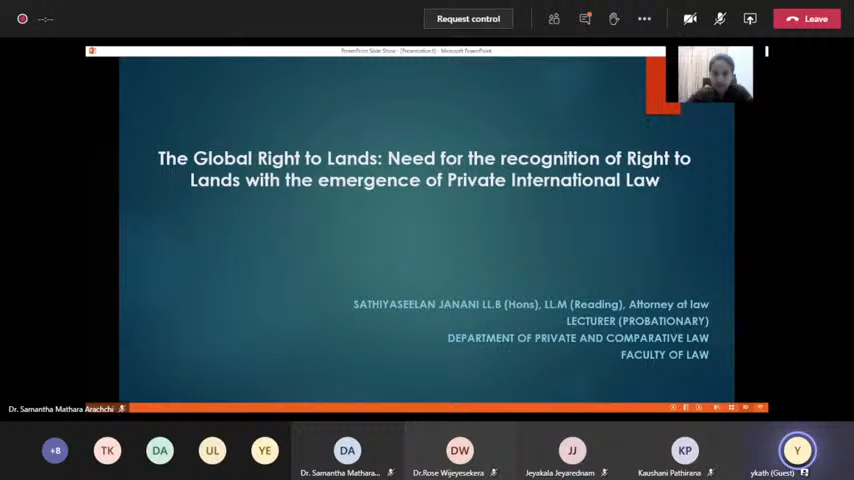 --:--
Request control
Leave
PowerPoint Slide Show - [Presentation1] - Microsoft PowerPoint
The Global Right to Lands: Need for the recognition of Right to
Lands with the emergence of Private International Law
SATHIYASEELAN JANANI LL.B (Hons), LL.M (Reading), Attorney at law
LECTURER (PROBATIONARY)
DEPARTMENT OF PRIVATE AND COMPARATIVE LAW
FACULTY OF LAW
Dr. Samantha Mathara Arachchi
+8
TK
DA
UL
YE
DA
DW
JJ
KP
Y
Dr. Samantha Mathara...
Dr.Rose Wijeyesekera
Jeyakala Jeyarednam
Kaushani Pathirana
ykath (Guest)